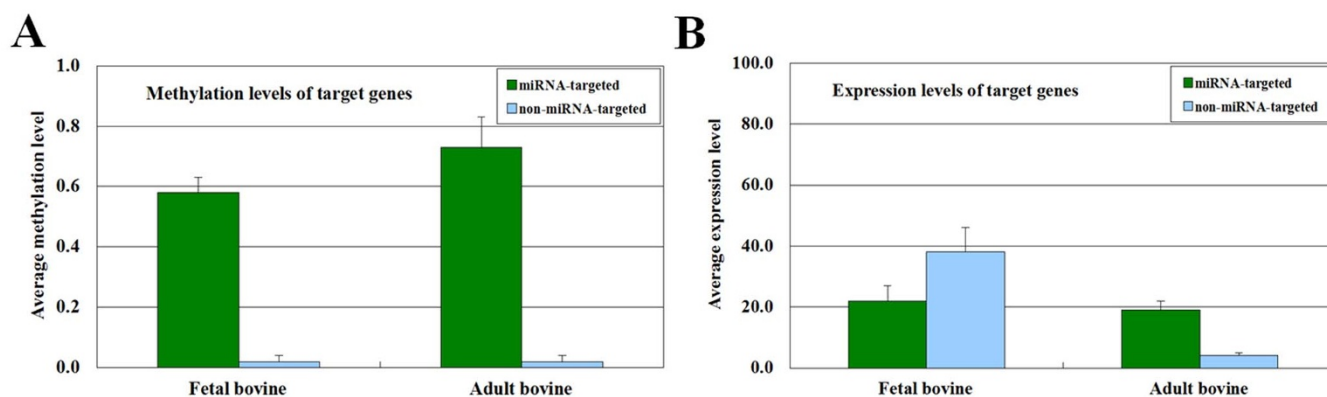 A
Average methylation level
1.0
0.8
0.6
0.4
0.2
0.0
Methylation levels of target genes
miRNA-targeted
non-miRNA-targeted
Fetal bovine
Adult bovine
B
Average expression level
100.0
80.0
60.0
40.0
20.0
0.0
Expression levels of target genes
miRNA-targeted
non-miRNA-targeted
Fetal bovine
Adult bovine